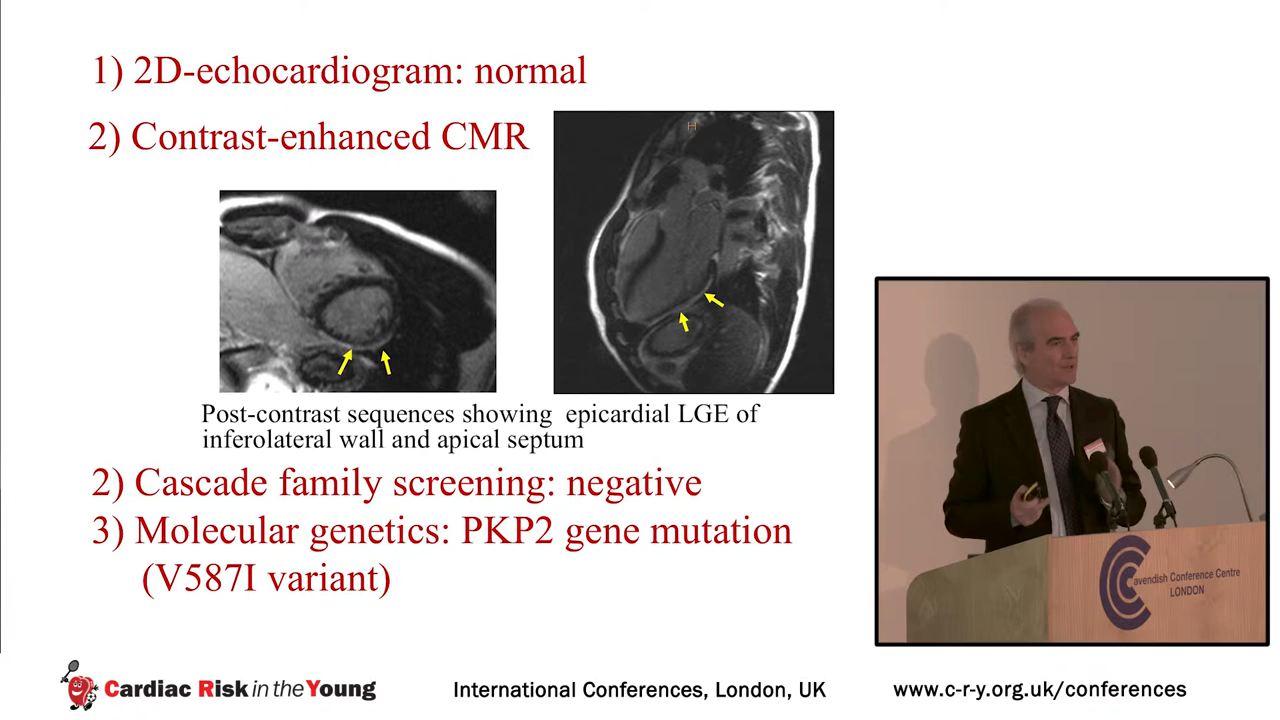 1) 2D-echocardiogram: normal
2) Contrast-enhanced CMR
H
Post-contrast sequences showing epicardial LGE of
inferolateral wall and apical septum
2) Cascade family screening: negative
3) Molecular genetics: PKP2 gene mutation
(V587I variant)
avendish Conference Centre
LONDON
Cardiac Risk in the Young
International Conferences, London, UK
www.c-r-y.org.uk/conferences